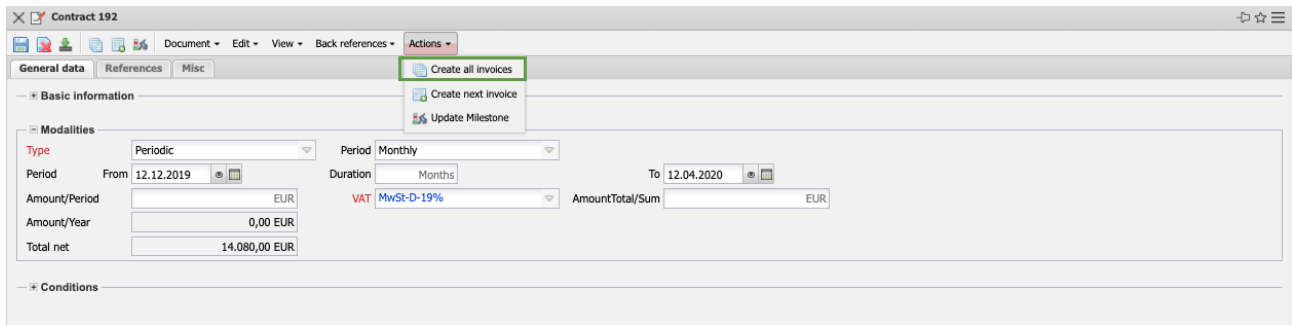 Contract 192
Document Edit View Back references Actions
General data References Misc
Create all invoices
Create next invoice
Update Milestone
Basic information
Modalities
Type Periodic Period Monthly
Period From 12.12.2019 Duration Months To 12.04.2020
Amount/Period EUR VAT MwSt-D-19% AmountTotal/Sum EUR
Amount/Year 0,00 EUR
Total net 14.080,00 EUR
Conditions